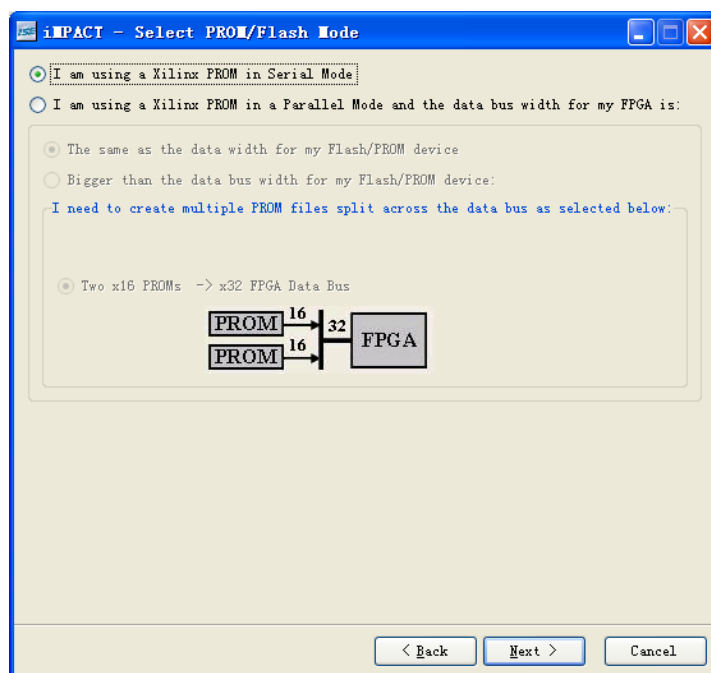 ISE iMPACT - Select PROM/Flash Mode
I am using a Xilinx PROM in Serial Mode
I am using a Xilinx PROM in a Parallel Mode and the data bus width for my FPGA is:
The same as the data width for my Flash/PROM device
Bigger than the data bus width for my Flash/PROM device:
I need to create multiple PROM files split across the data bus as selected below:
Two x16 PROMs -> x32 FPGA Data Bus
PROM 16
32 FPGA
PROM 16
< Back Next > Cancel